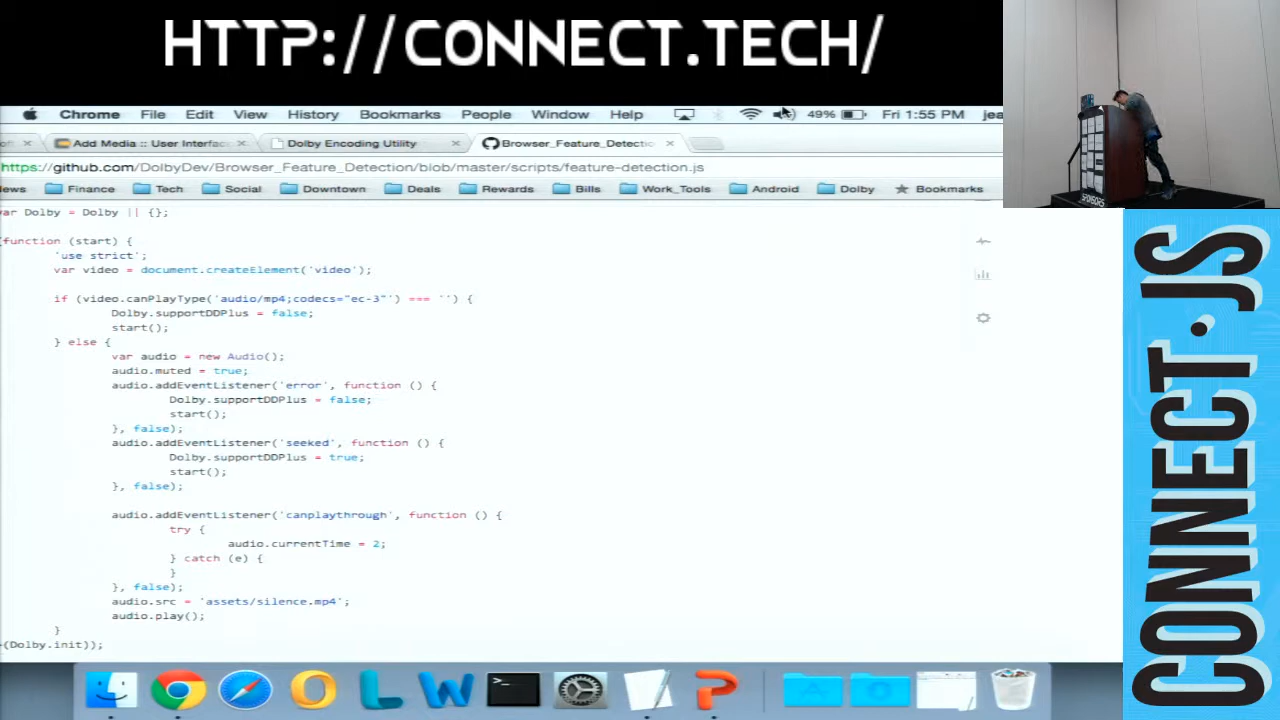 HTTP://CONNECT.TECH/
Chrome File Edit View History Bookmarks People Window Help 49% Fri 1:55 PM jea
Add Media :: User Interfac Dolby Encoding Utility Browser_Feature_Detectio
https://github.com/DolbyDev/Browser_Feature_Detection/blob/master/scripts/feature-detection.js
ews Finance Tech Social Downtown Deals Rewards Bills Work_Tools Android Dolby Bookmarks
var Dolby = Dolby || {};
(function (start) {
'use strict';
var video = document.createElement('video');
if (video.canPlayType('audio/mp4;codecs="ec-3"') === '') {
Dolby.supportDDPlus = false;
start();
} else {
var audio = new Audio();
audio.muted = true;
audio.addEventListener('error', function () {
Dolby.supportDDPlus = false;
start();
}, false);
audio.addEventListener('seeked', function () {
Dolby.supportDDPlus = true;
start();
}, false);
audio.addEventListener('canplaythrough', function () {
try {
audio.currentTime = 2;
} catch (e) {
}
}, false);
audio.src = 'assets/silence.mp4';
audio.play();
}
}(Dolby.init));
SPONSORS
CONNECT·JS